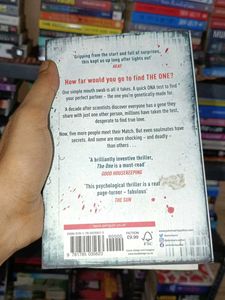 'Gripping from the start and full of surprises,
this kept us up long after lights out'
HEAT
How far would you go to find THE ONE?
One simple mouth swab is all it takes. A quick DNA test to find
your perfect partner – the one you're genetically made for.
A decade after scientists discover everyone has a gene they
share with just one other person, millions have taken the test,
desperate to find true love.
Now, five more people meet their Match. But even soulmates have
secrets. And some are more shocking – and deadly –
than others . . .
'A brilliantly inventive thriller,
The One is a must-read'
GOOD HOUSEKEEPING
'This psychological thriller is a real
page-turner – fabulous'
THE SUN
FICTION
£9.99
FSC